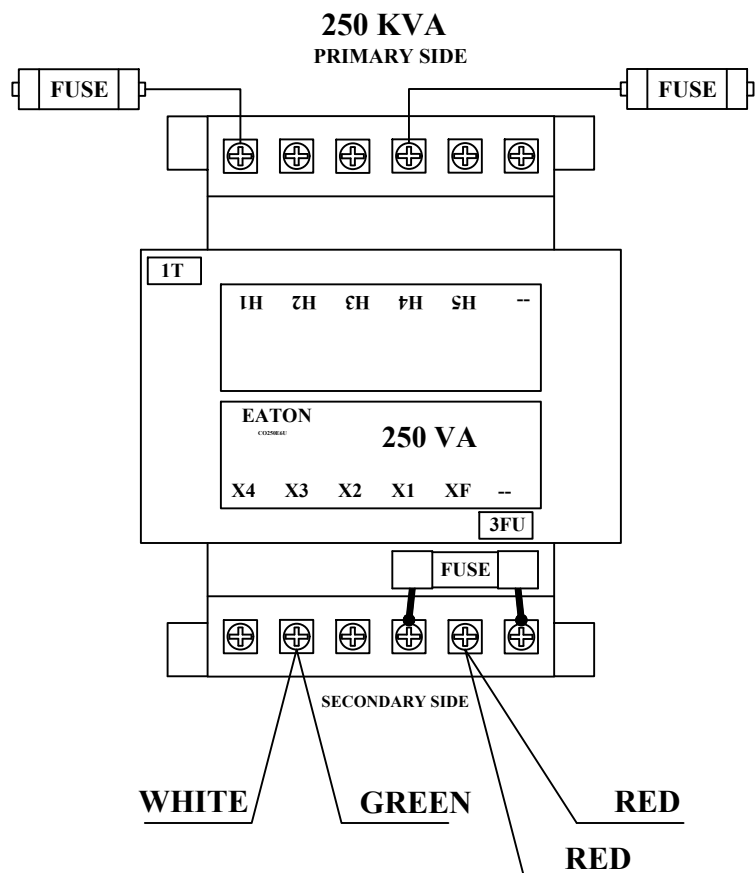 250 KVA
PRIMARY SIDE
FUSE FUSE
1T
H1 H2 H3 H4 H5 --
EATON
CO250E6U
250 VA
X4 X3 X2 X1 XF --
3FU
FUSE
SECONDARY SIDE
WHITE GREEN RED
RED